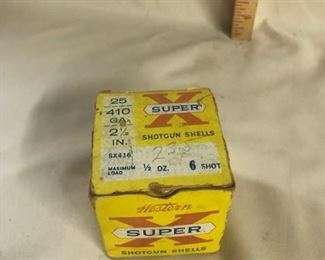 25
410
GA.
2½
IN.
X
SUPER
SHOTGUN SHELLS
SX416
MAXIMUM
LOAD
½ OZ.
6 SHOT
Western
X
SUPER
SHOTGUN SHELLS